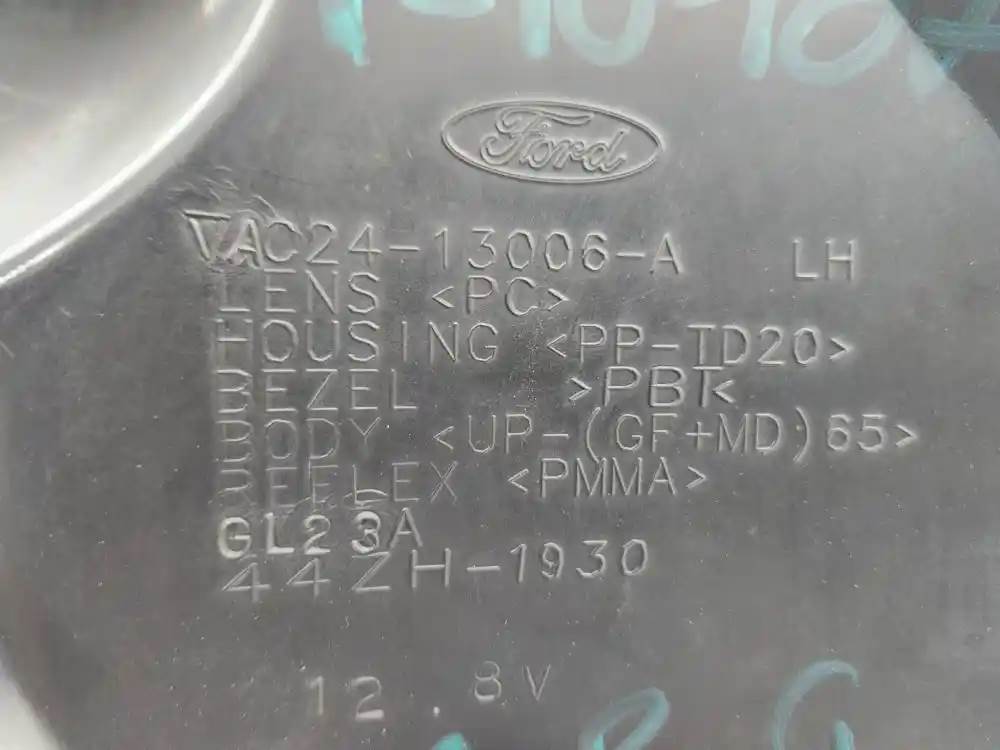 Ford
AC24-13006-A LH
LENS <PC>
HOUSING <PP-TD20>
BEZEL >PBT<
BODY <UP-(GF+MD)65>
REFLEX <PMMA>
GL23A
44ZH-1930
12.8V